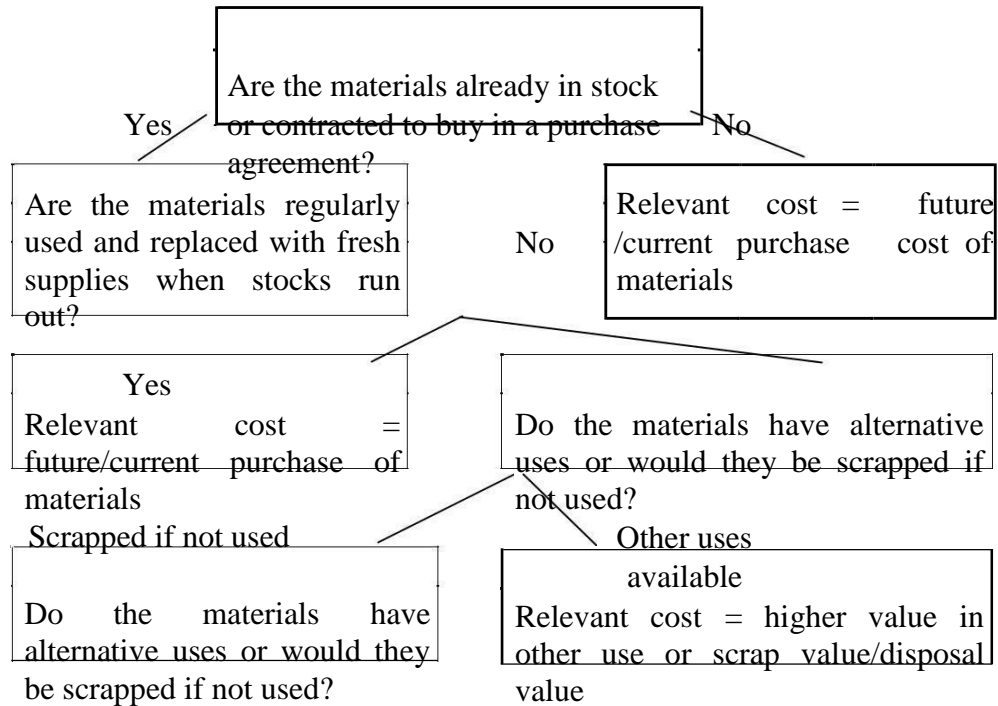 Are the materials already in stock
Yes or contracted to buy in a purchase No
agreement?
Are the materials regularly
used and replaced with fresh
supplies when stocks run
out?
No
Relevant cost = future
/current purchase cost of
materials
Yes
Relevant cost =
future/current purchase of
materials
Do the materials have alternative
uses or would they be scrapped if
not used?
Scrapped if not used
Other uses
available
Do the materials have
alternative uses or would they
be scrapped if not used?
Relevant cost = higher value in
other use or scrap value/disposal
value